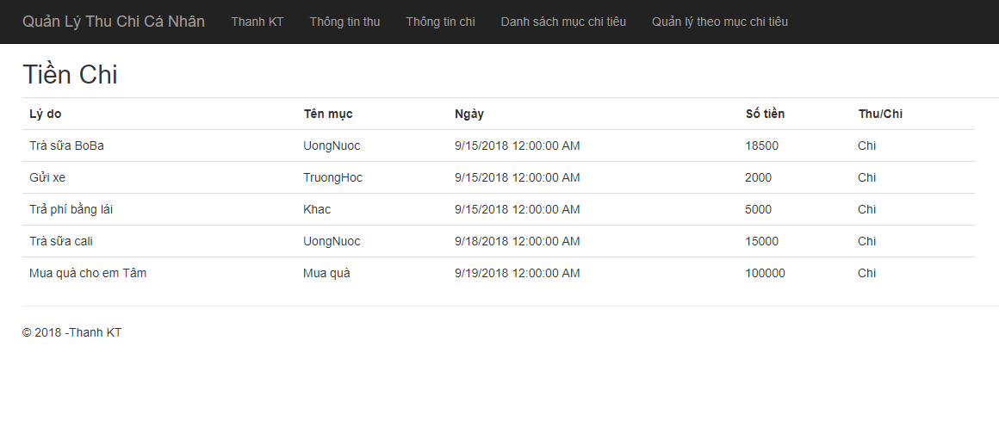 Quản Lý Thu Chi Cá Nhân Thanh KT Thông tin thu Thông tin chi Danh sách mục chi tiêu Quản lý theo mục chi tiêu
Tiền Chi
Lý do Tên mục Ngày Số tiền Thu/Chi
Trà sữa BoBa UongNuoc 9/15/2018 12:00:00 AM 18500 Chi
Gửi xe TruongHoc 9/15/2018 12:00:00 AM 2000 Chi
Trả phí bằng lái Khac 9/15/2018 12:00:00 AM 5000 Chi
Trà sữa cali UongNuoc 9/18/2018 12:00:00 AM 15000 Chi
Mua quà cho em Tâm Mua quà 9/19/2018 12:00:00 AM 100000 Chi
© 2018 -Thanh KT